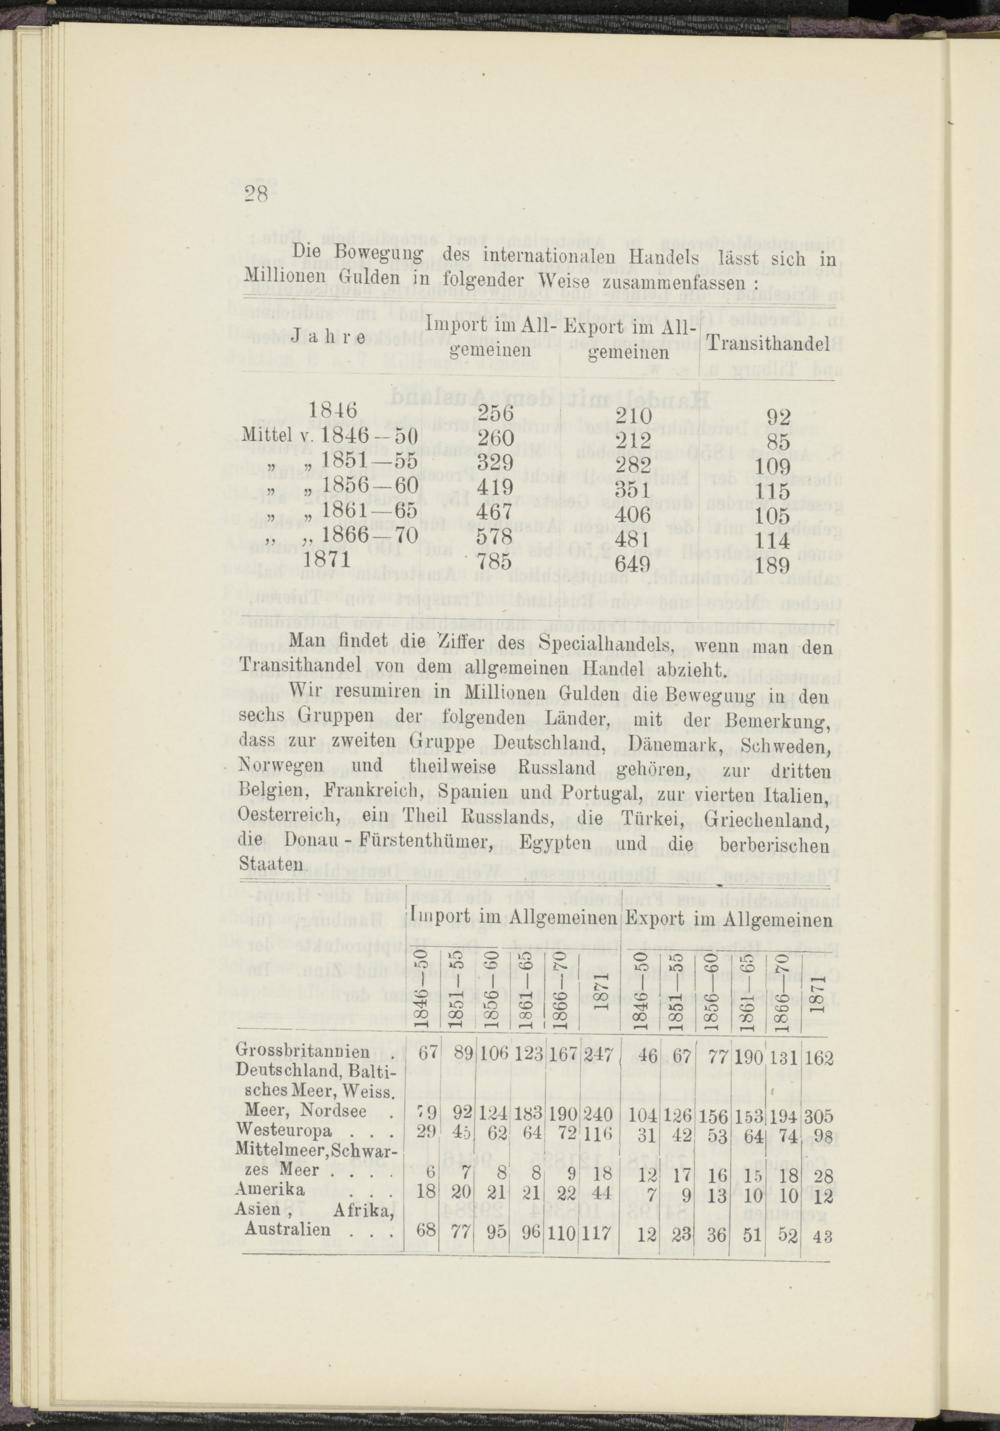 28
Die Bowegung des internationalen Handels lässt sich in
Millionen Gulden in folgender Weise zusammenfassen :
Jahre Import im All- Export im All- Transithandel
gemeinen gemeinen
1846 256 210 92
Mittel v. 1846—50 260 212 85
„ „ 1851—55 329 282 109
„ „ 1856—60 419 351 115
„ „ 1861—65 467 406 105
„ „ 1866—70 578 481 114
1871 785 649 189
Man findet die Ziffer des Specialhandels, wenn man den
Transithandel von dem allgemeinen Handel abzieht.
Wir resumiren in Millionen Gulden die Bewegung in den
sechs Gruppen der folgenden Länder, mit der Bemerkung,
dass zur zweiten Gruppe Deutschland, Dänemark, Schweden,
Norwegen und theilweise Russland gehören, zur dritten
Belgien, Frankreich, Spanien und Portugal, zur vierten Italien,
Oesterreich, ein Theil Russlands, die Türkei, Griechenland,
die Donau - Fürstenthümer, Egypten und die berberischen
Staaten
Import im Allgemeinen Export im Allgemeinen
1846—50 1851—55 1856—60 1861—65 1866—70 1871 1846—50 1851—55 1856—60 1861—65 1866—70 1871
Grossbritannien . 67 89 106 123 167 247 46 67 77 190 131 162
Deutschland, Balti-
sches Meer, Weiss.
Meer, Nordsee . 79 92 124 183 190 240 104 126 156 153 194 305
Westeuropa . . . 29 45 62 64 72 116 31 42 53 64 74 98
Mittelmeer, Schwar-
zes Meer . . . . 6 7 8 8 9 18 12 17 16 15 18 28
Amerika . . . 18 20 21 21 22 44 7 9 13 10 10 12
Asien , Afrika,
Australien . . . 68 77 95 96 110 117 12 23 36 51 52 43